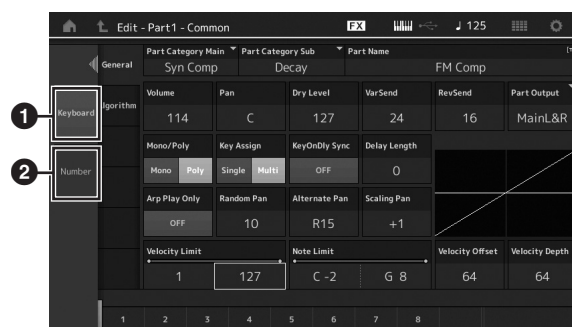 Edit - Part1 - Common
FX
♩ 125
General
Part Category Main
Part Category Sub
Part Name
Syn Comp
Decay
FM Comp
1
Keyboard
lgorithm
Volume
Pan
Dry Level
VarSend
RevSend
Part Output
114
C
127
24
16
MainL&R
2
Number
Mono/Poly
Key Assign
KeyOnDly Sync
Delay Length
Mono
Poly
Single
Multi
OFF
0
Arp Play Only
Random Pan
Alternate Pan
Scaling Pan
OFF
10
R15
+1
Velocity Limit
Note Limit
Velocity Offset
Velocity Depth
1
127
C -2
G 8
64
64
1 2 3 4 5 6 7 8